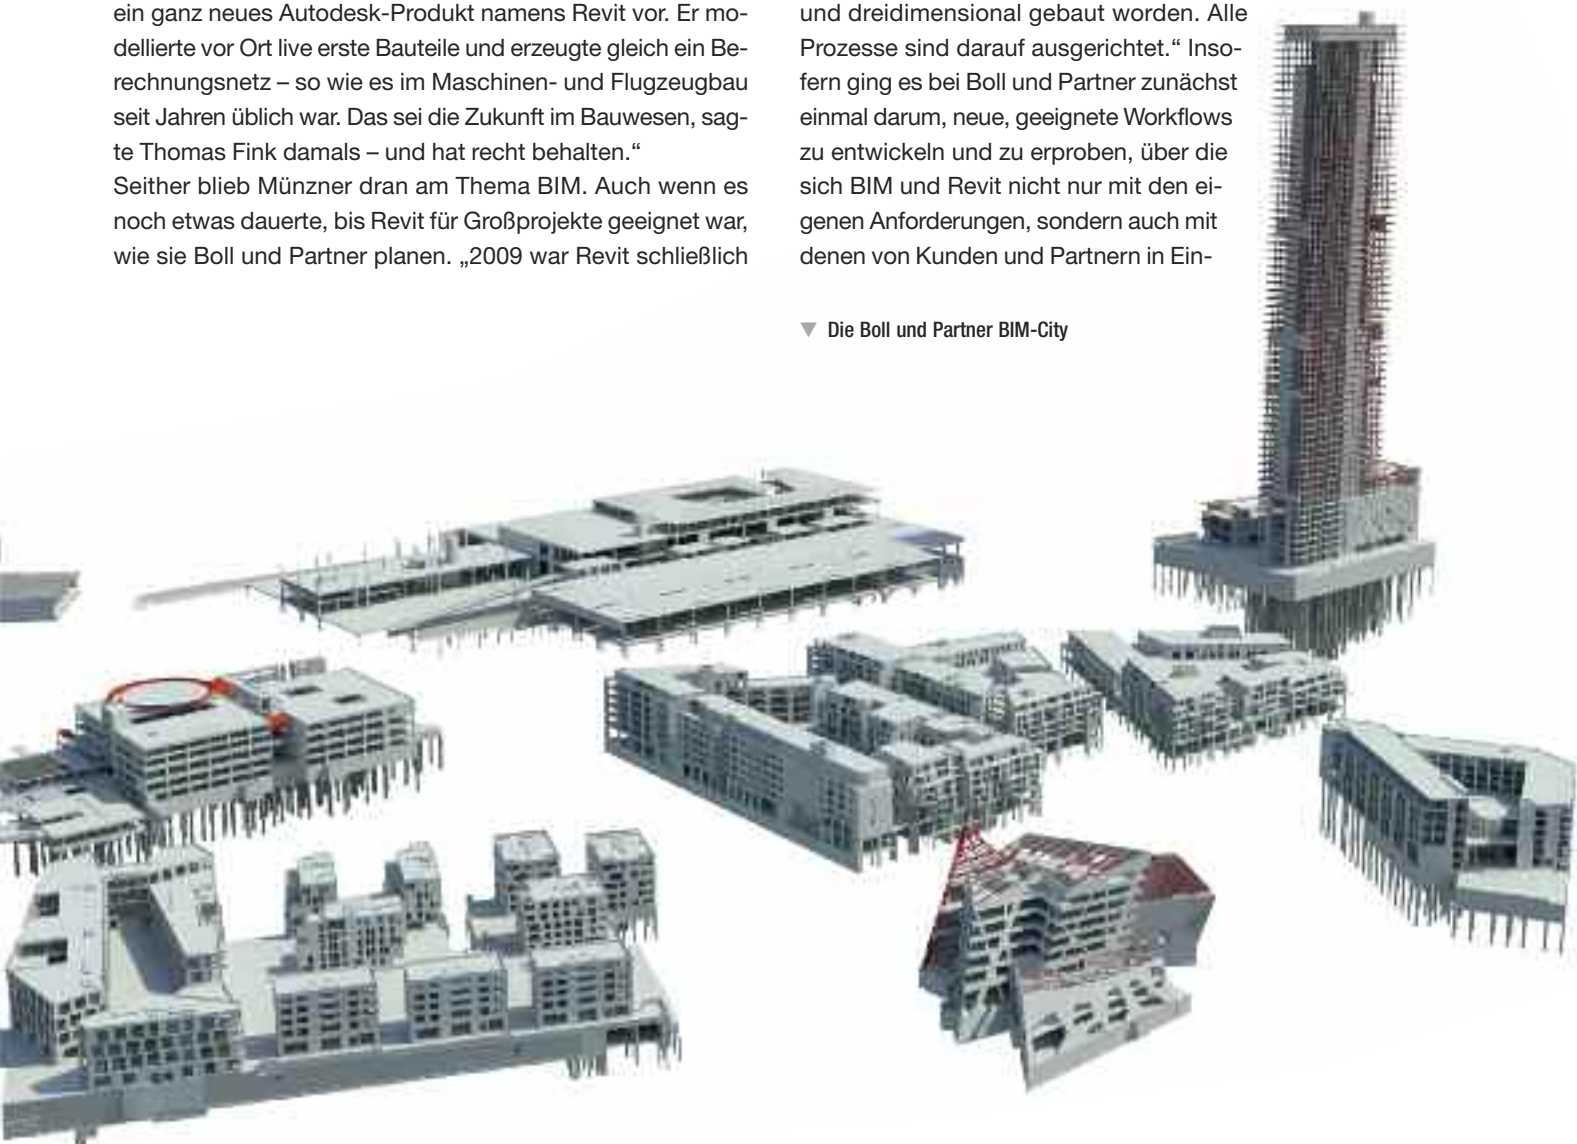 ein ganz neues Autodesk-Produkt namens Revit vor. Er mo-
dellierte vor Ort live erste Bauteile und erzeugte gleich ein Be-
rechnungsnetz – so wie es im Maschinen- und Flugzeugbau
seit Jahren üblich war. Das sei die Zukunft im Bauwesen, sag-
te Thomas Fink damals – und hat recht behalten.“
Seither blieb Münzner dran am Thema BIM. Auch wenn es
noch etwas dauerte, bis Revit für Großprojekte geeignet war,
wie sie Boll und Partner planen. „2009 war Revit schließlich
und dreidimensional gebaut worden. Alle
Prozesse sind darauf ausgerichtet.“ Inso-
fern ging es bei Boll und Partner zunächst
einmal darum, neue, geeignete Workflows
zu entwickeln und zu erproben, über die
sich BIM und Revit nicht nur mit den ei-
genen Anforderungen, sondern auch mit
denen von Kunden und Partnern in Ein-
▼ Die Boll und Partner BIM-City